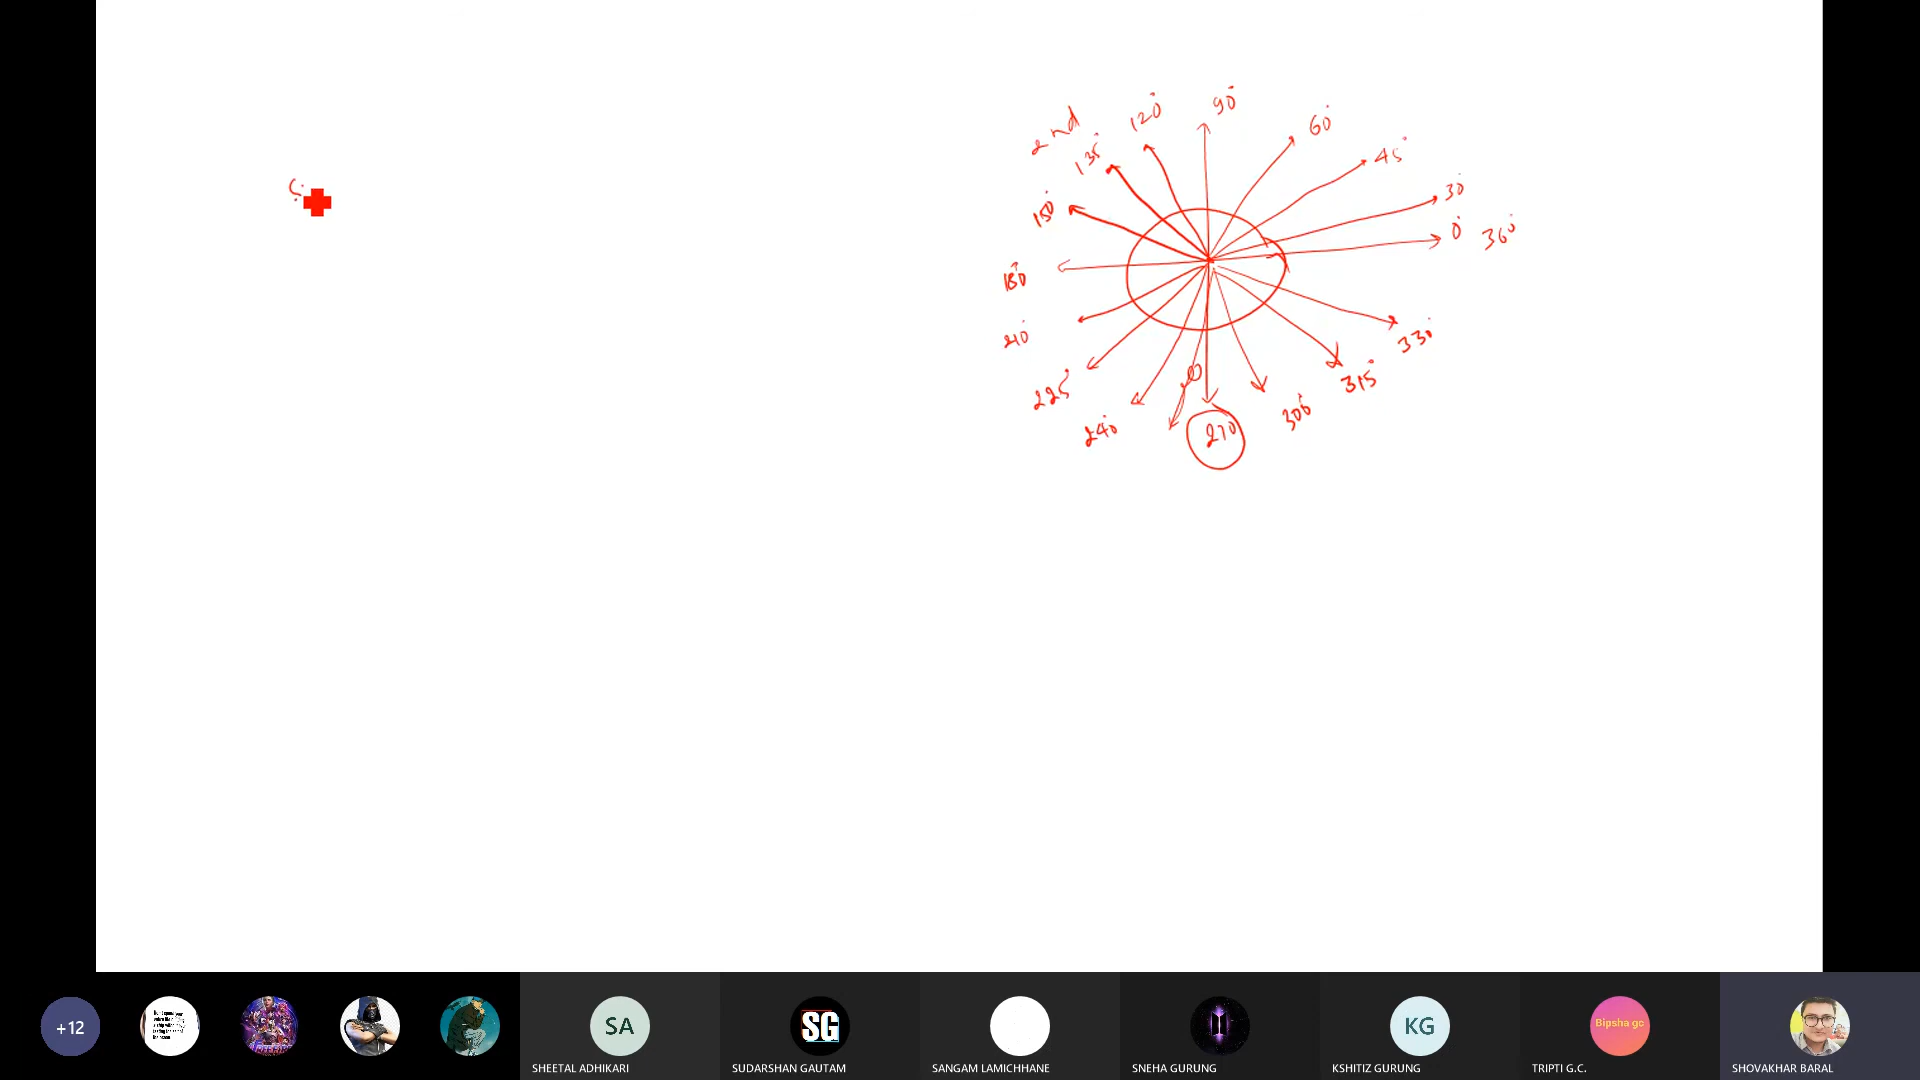 90°
120°
60°
2nd
135°
45°
150°
30°
0°
360°
180°
210°
330°
315°
225°
300°
240°
270
θ
+12
SA
SG
KG
Bipsha gc
SHEETAL ADHIKARI
SUDARSHAN GAUTAM
SANGAM LAMICHHANE
SNEHA GURUNG
KSHITIZ GURUNG
TRIPTI G.C.
SHOVAKHAR BARAL